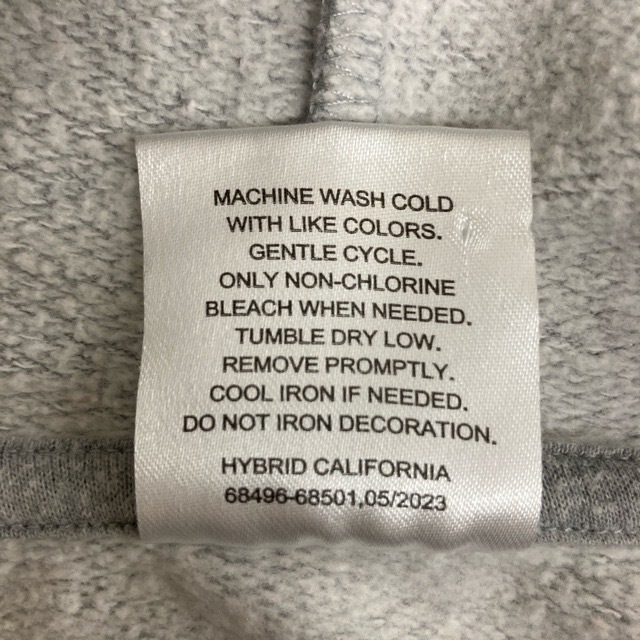 MACHINE WASH COLD
WITH LIKE COLORS.
GENTLE CYCLE.
ONLY NON-CHLORINE
BLEACH WHEN NEEDED.
TUMBLE DRY LOW.
REMOVE PROMPTLY.
COOL IRON IF NEEDED.
DO NOT IRON DECORATION.
HYBRID CALIFORNIA
68496-68501,05/2023